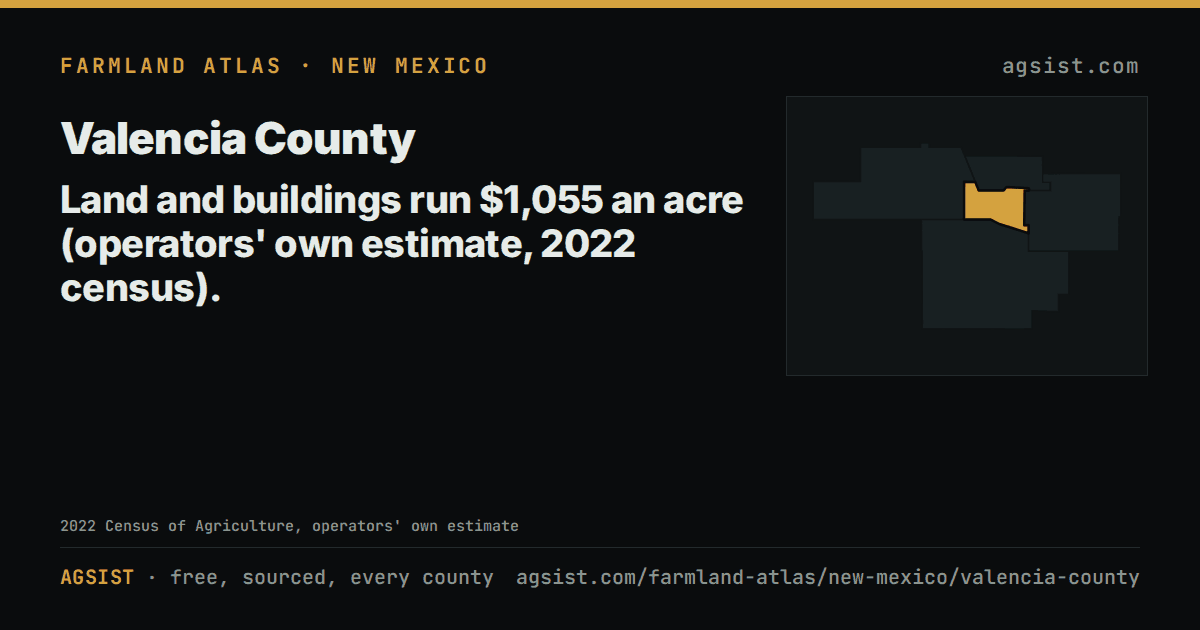 FARMLAND ATLAS · NEW MEXICO
agsist.com
Valencia County
Land and buildings run $1,055 an acre
(operators' own estimate, 2022
census).
2022 Census of Agriculture, operators' own estimate
AGSIST · free, sourced, every county
agsist.com/farmland-atlas/new-mexico/valencia-county